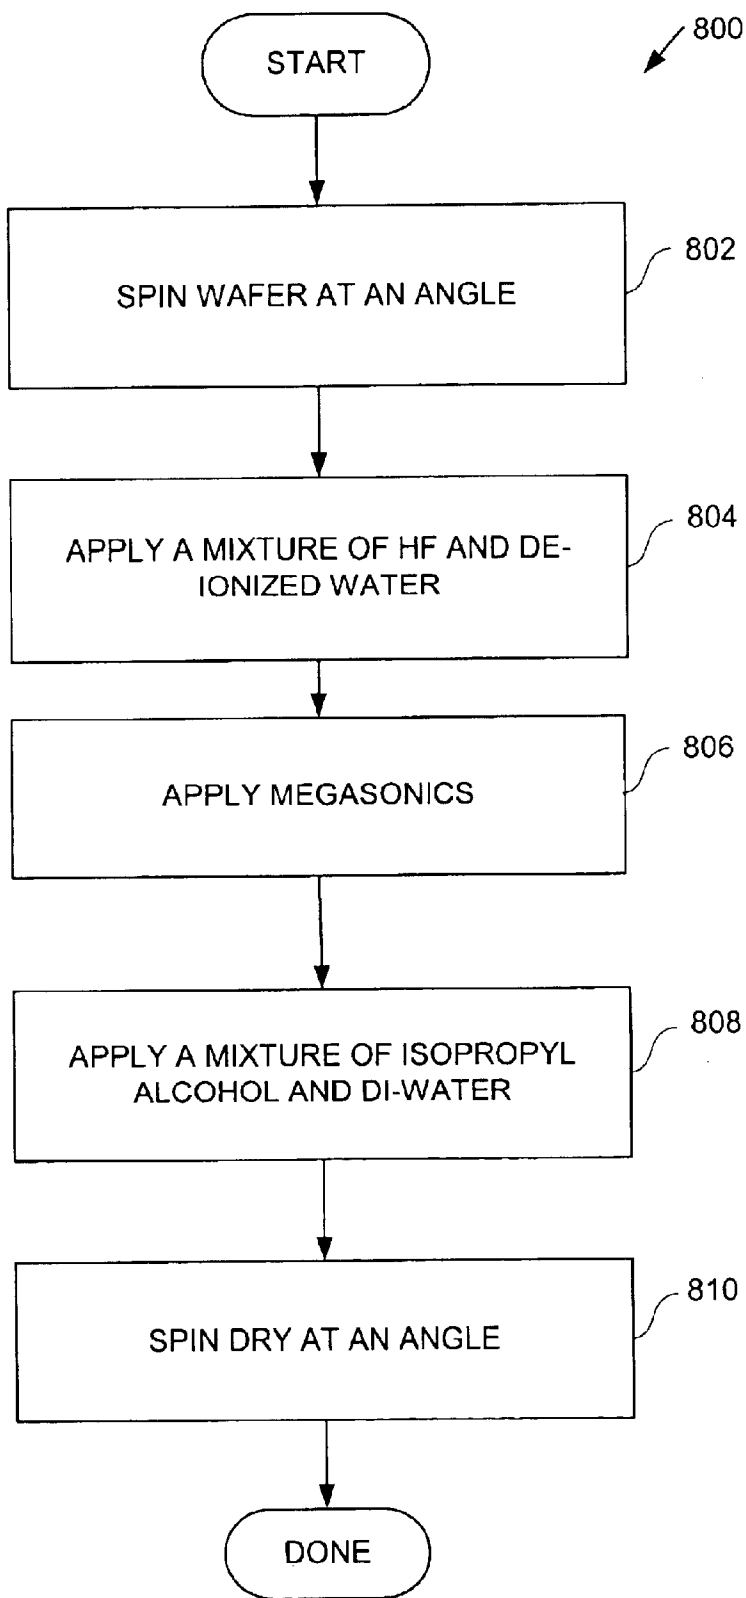 START
800
SPIN WAFER AT AN ANGLE
802
APPLY A MIXTURE OF HF AND DE-
IONIZED WATER
804
APPLY MEGASONICS
806
APPLY A MIXTURE OF ISOPROPYL
ALCOHOL AND DI-WATER
808
SPIN DRY AT AN ANGLE
810
DONE